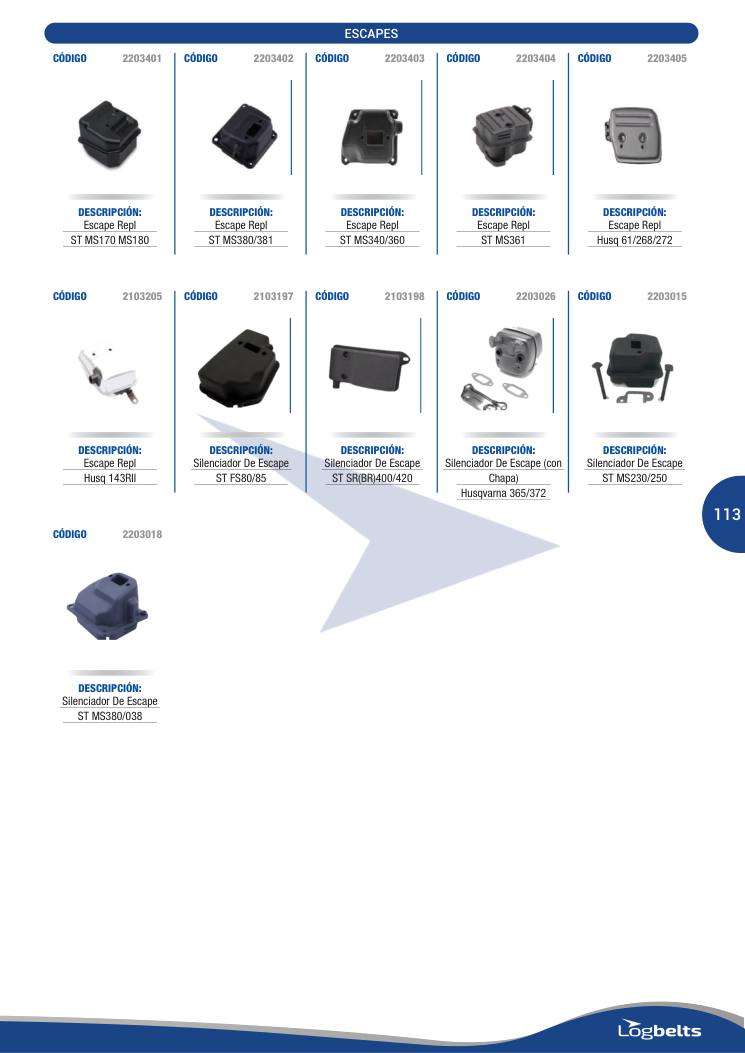 ESCAPES
CÓDIGO 2203401
DESCRIPCIÓN:
Escape Repl
ST MS170 MS180
CÓDIGO 2203402
DESCRIPCIÓN:
Escape Repl
ST MS380/381
CÓDIGO 2203403
DESCRIPCIÓN:
Escape Repl
ST MS340/360
CÓDIGO 2203404
DESCRIPCIÓN:
Escape Repl
ST MS361
CÓDIGO 2203405
DESCRIPCIÓN:
Escape Repl
Husq 61/268/272
CÓDIGO 2103205
DESCRIPCIÓN:
Escape Repl
Husq 143RII
CÓDIGO 2103197
DESCRIPCIÓN:
Silenciador De Escape
ST FS80/85
CÓDIGO 2103198
DESCRIPCIÓN:
Silenciador De Escape
ST SR(BR)400/420
CÓDIGO 2203026
DESCRIPCIÓN:
Silenciador De Escape (con
Chapa)
Husqvarna 365/372
CÓDIGO 2203015
DESCRIPCIÓN:
Silenciador De Escape
ST MS230/250
113
CÓDIGO 2203018
DESCRIPCIÓN:
Silenciador De Escape
ST MS380/038
Logbelts